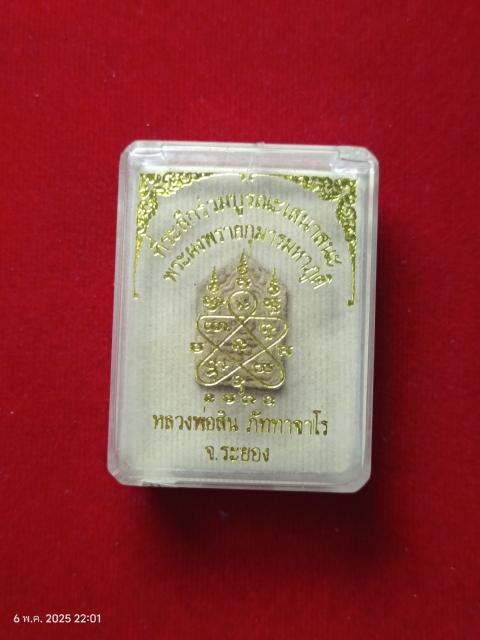 ที่ระลึกร่วมบูรณะเสนาสนะ
พระผงพรายกุมารมหาภูติ
หลวงพ่อสิน ภัททาจาโร
จ.ระยอง
6 พ.ค. 2025 22:01